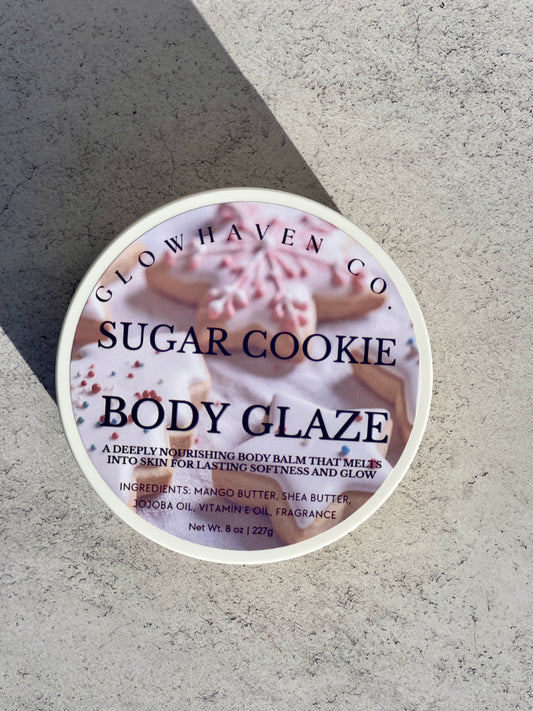 GLOWHAVEN CO.
SUGAR COOKIE
BODY GLAZE
A DEEPLY NOURISHING BODY BALM THAT MELTS
INTO SKIN FOR LASTING SOFTNESS AND GLOW
INGREDIENTS: MANGO BUTTER, SHEA BUTTER,
JOJOBA OIL, VITAMIN E OIL, FRAGRANCE
Net Wt. 8 oz | 227g